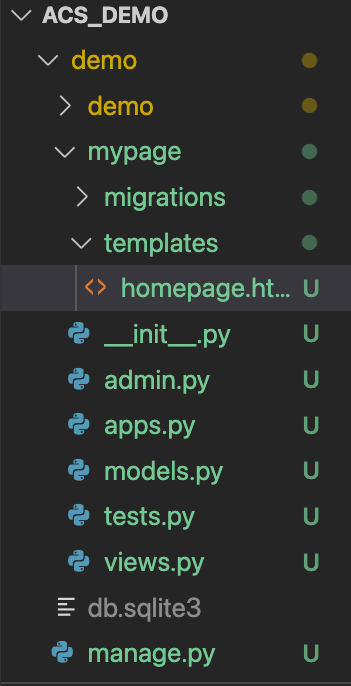 ACS_DEMO
demo
demo
mypage
migrations
templates
homepage.ht... U
__init__.py U
admin.py U
apps.py U
models.py U
tests.py U
views.py U
db.sqlite3
manage.py U